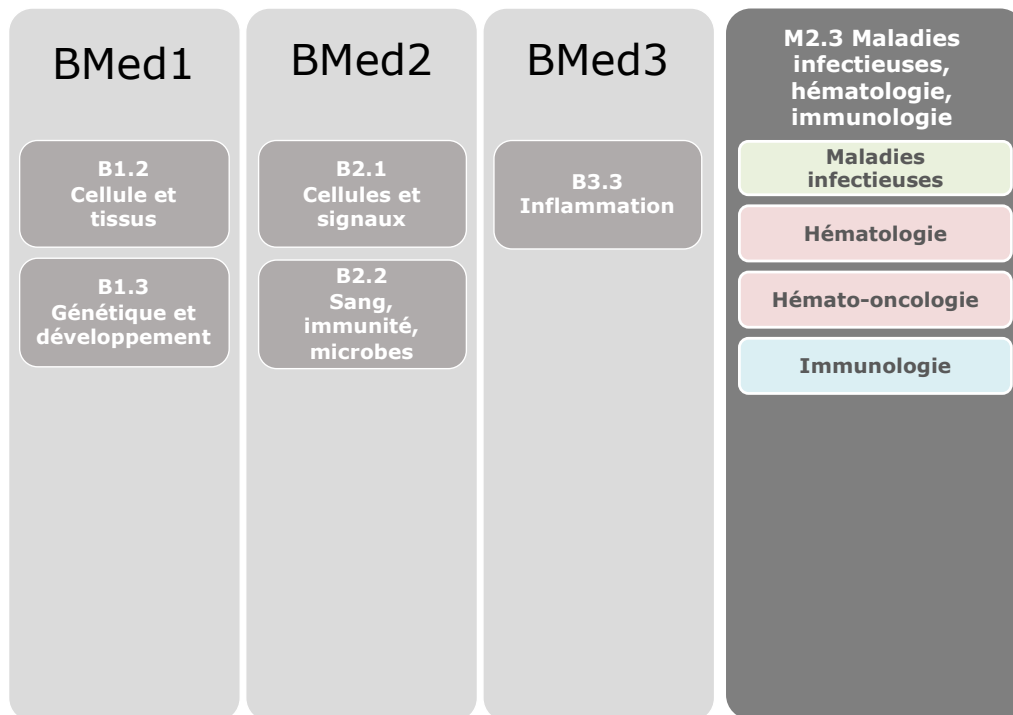 BMed1
B1.2
Cellule et
tissus
B1.3
Génétique et
développement
BMed2
B2.1
Cellules et
signaux
B2.2
Sang,
immunité,
microbes
BMed3
B3.3
Inflammation
M2.3 Maladies
infectieuses,
hématologie,
immunologie
Maladies
infectieuses
Hématologie
Hémato-oncologie
Immunologie